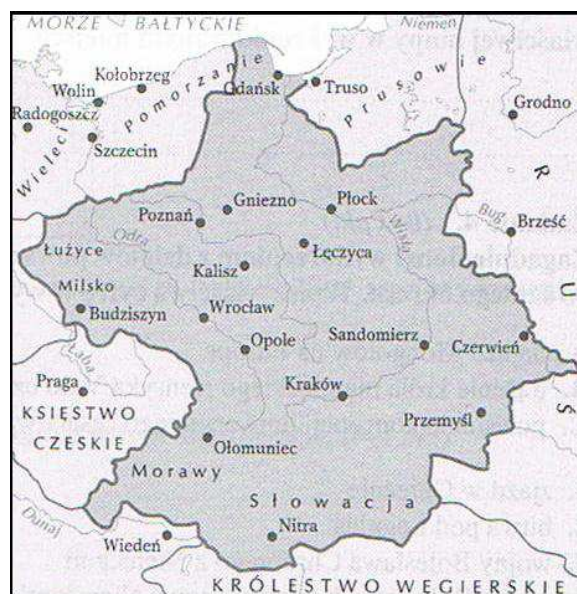 MORZE BAŁTYCKIE
Niemen
Kołobrzeg
Wolin
Gdańsk
Truso
Radogoszcz
Pomorzanie
Prusowie
Grodno
Szczecin
Wieleci
R
Gniezno
Płock
Poznań
Wisła
Bug
Brześć
Odra
Łużyce
Łęczyca
Kalisz
Milsko
U
Budziszyn
Wrocław
Opole
Sandomierz
Czerwień
Łaba
Praga
Kraków
Ś
KSIĘSTWO
CZESKIE
Przemyśl
Ołomuniec
Morawy
Słowacja
Dunaj
Wiedeń
Nitra
KRÓLESTWO WĘGIERSKIE